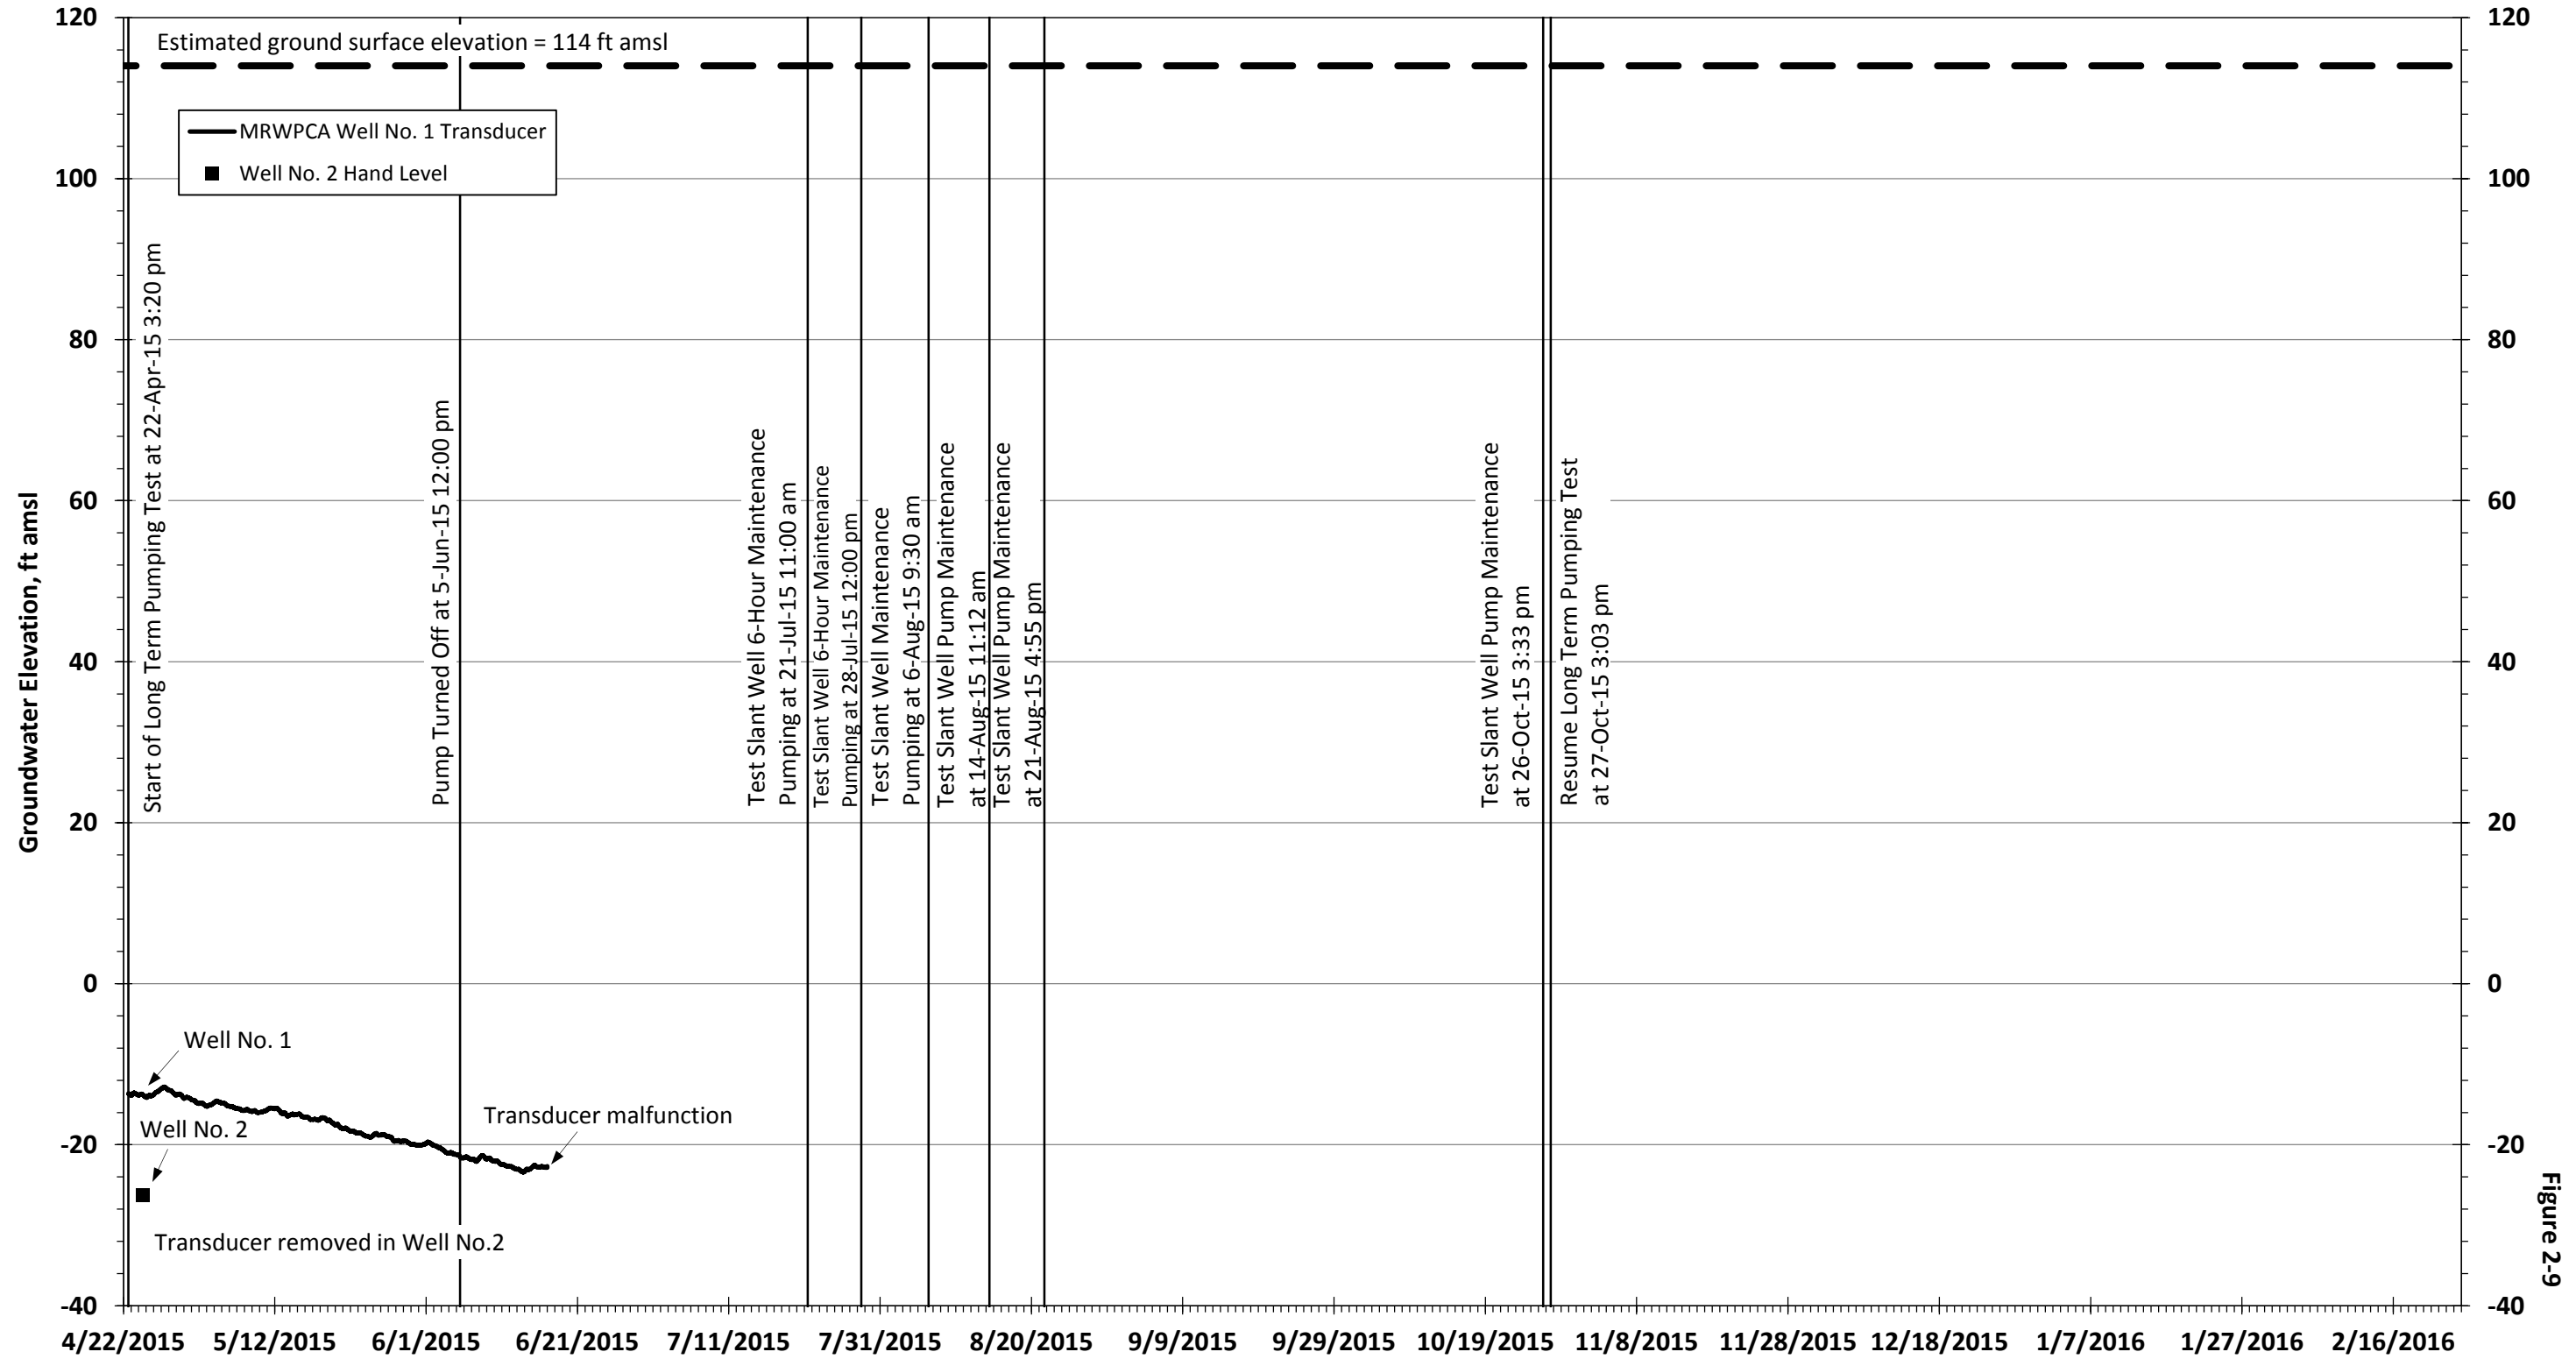 120
100
80
60
40
20
0
-20
-40
Groundwater Elevation, ft amsl
Estimated ground surface elevation = 114 ft amsl
MRWPCA Well No. 1 Transducer
Well No. 2 Hand Level
Start of Long Term Pumping Test at 22-Apr-15 3:20 pm
Pump Turned Off at 5-Jun-15 12:00 pm
Test Slant Well 6-Hour Maintenance
Pumping at 21-Jul-15 11:00 am
Test Slant Well 6-Hour Maintenance
Pumping at 28-Jul-15 12:00 pm
Test Slant Well Maintenance
Pumping at 6-Aug-15 9:30 am
Test Slant Well Pump Maintenance
at 14-Aug-15 11:12 am
Test Slant Well Pump Maintenance
at 21-Aug-15 4:55 pm
Test Slant Well Pump Maintenance
at 26-Oct-15 3:33 pm
Resume Long Term Pumping Test
at 27-Oct-15 3:03 pm
Well No. 1
Well No. 2
Transducer malfunction
Transducer removed in Well No.2
120
100
80
60
40
20
0
-20
-40
Figure 2-9
4/22/2015 5/12/2015 6/1/2015 6/21/2015 7/11/2015 7/31/2015 8/20/2015 9/9/2015 9/29/2015 10/19/2015 11/8/2015 11/28/2015 12/18/2015 1/7/2016 1/27/2016 2/16/2016